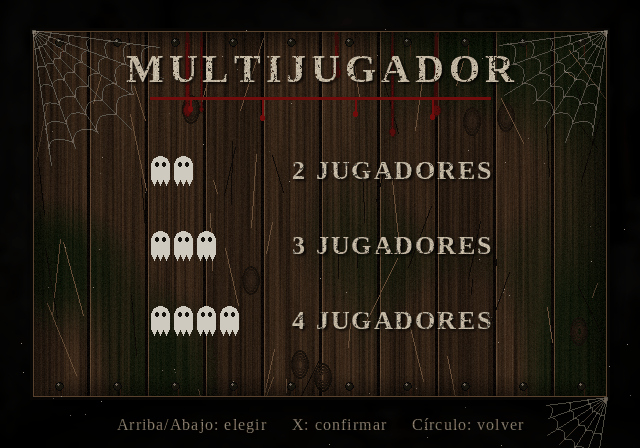 MULTIJUGADOR
2 JUGADORES
3 JUGADORES
4 JUGADORES
Arriba/Abajo: elegir X: confirmar Círculo: volver